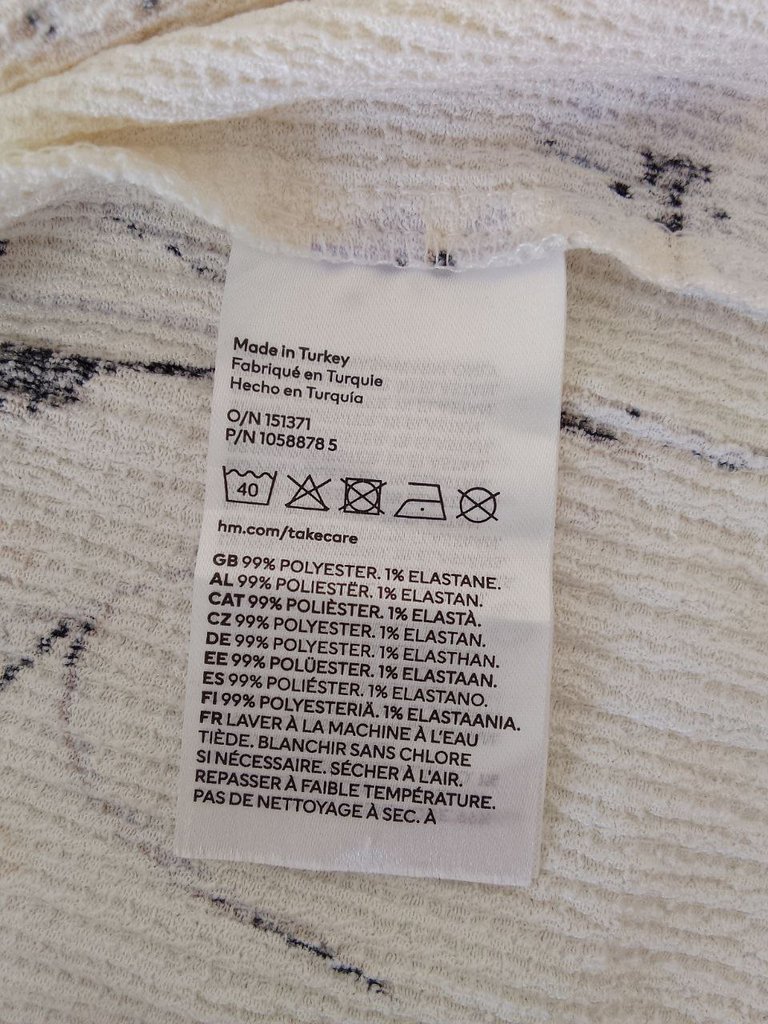 Made in Turkey
Fabriqué en Turquie
Hecho en Turquía
O/N 151371
P/N 1058878 5
40
hm.com/takecare
GB 99% POLYESTER. 1% ELASTANE.
AL 99% POLIESTËR. 1% ELASTAN.
CAT 99% POLIÈSTER. 1% ELASTÀ.
CZ 99% POLYESTER. 1% ELASTAN.
DE 99% POLYESTER. 1% ELASTHAN.
EE 99% POLÜESTER. 1% ELASTAAN.
ES 99% POLIÉSTER. 1% ELASTANO.
FI 99% POLYESTERIÄ. 1% ELASTAANIA.
FR LAVER À LA MACHINE À L'EAU
TIÈDE. BLANCHIR SANS CHLORE
SI NÉCESSAIRE. SÉCHER À L'AIR.
REPASSER À FAIBLE TEMPÉRATURE.
PAS DE NETTOYAGE À SEC. À